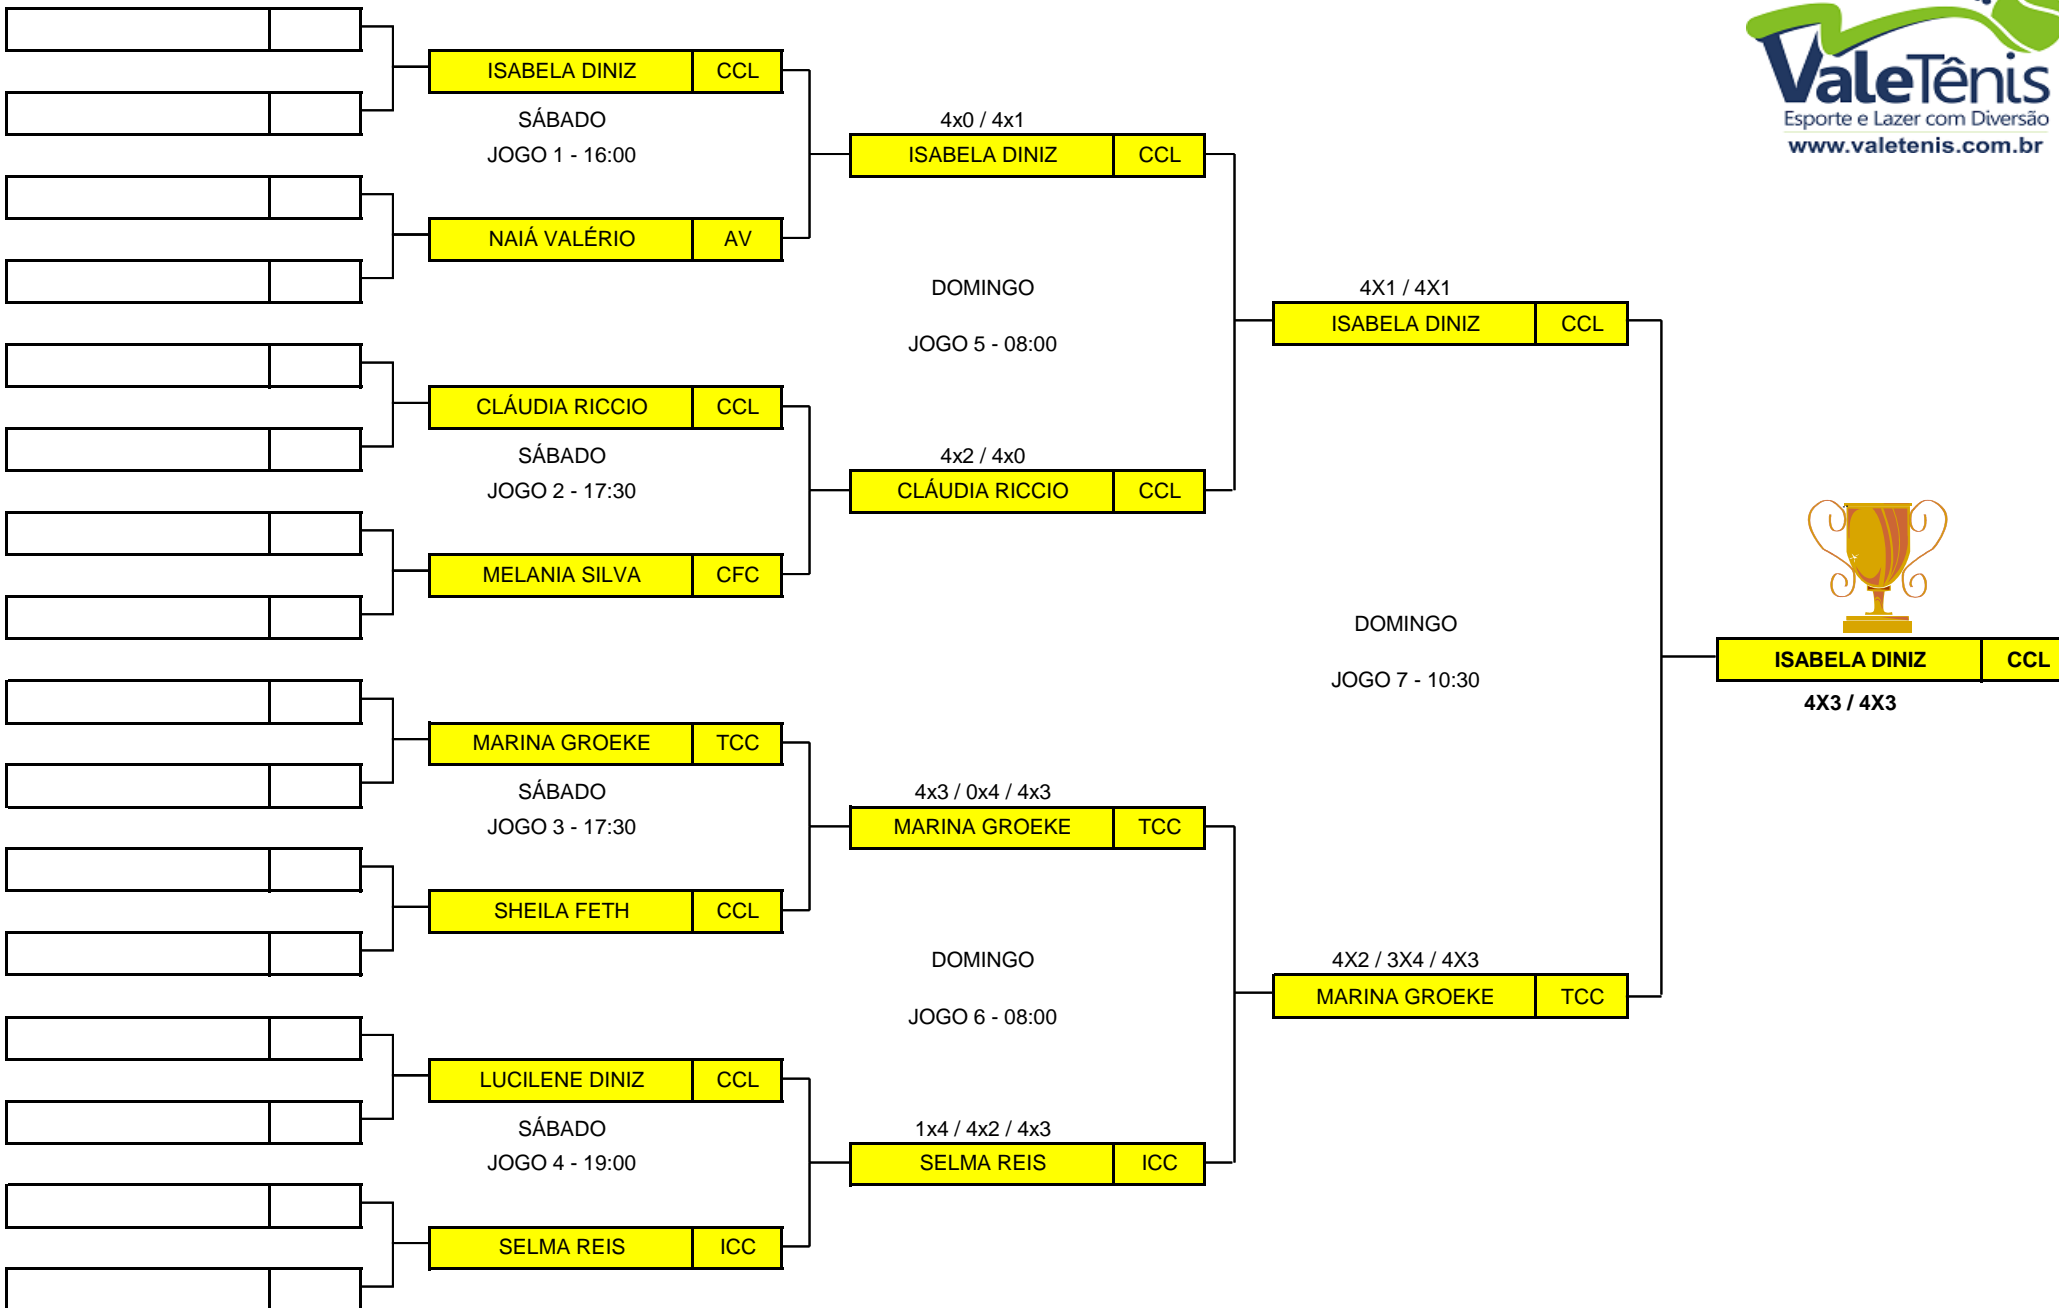 ValeTênis
Esporte e Lazer com Diversão
www.valetenis.com.br
ISABELA DINIZ CCL
SÁBADO
JOGO 1 - 16:00
NAIÁ VALÉRIO AV
CLÁUDIA RICCIO CCL
SÁBADO
JOGO 2 - 17:30
MELANIA SILVA CFC
MARINA GROEKE TCC
SÁBADO
JOGO 3 - 17:30
SHEILA FETH CCL
LUCILENE DINIZ CCL
SÁBADO
JOGO 4 - 19:00
SELMA REIS ICC
4x0 / 4x1
ISABELA DINIZ CCL
DOMINGO
JOGO 5 - 08:00
4x2 / 4x0
CLÁUDIA RICCIO CCL
4x3 / 0x4 / 4x3
MARINA GROEKE TCC
DOMINGO
JOGO 6 - 08:00
1x4 / 4x2 / 4x3
SELMA REIS ICC
4X1 / 4X1
ISABELA DINIZ CCL
DOMINGO
JOGO 7 - 10:30
4X2 / 3X4 / 4X3
MARINA GROEKE TCC
ISABELA DINIZ CCL
4X3 / 4X3